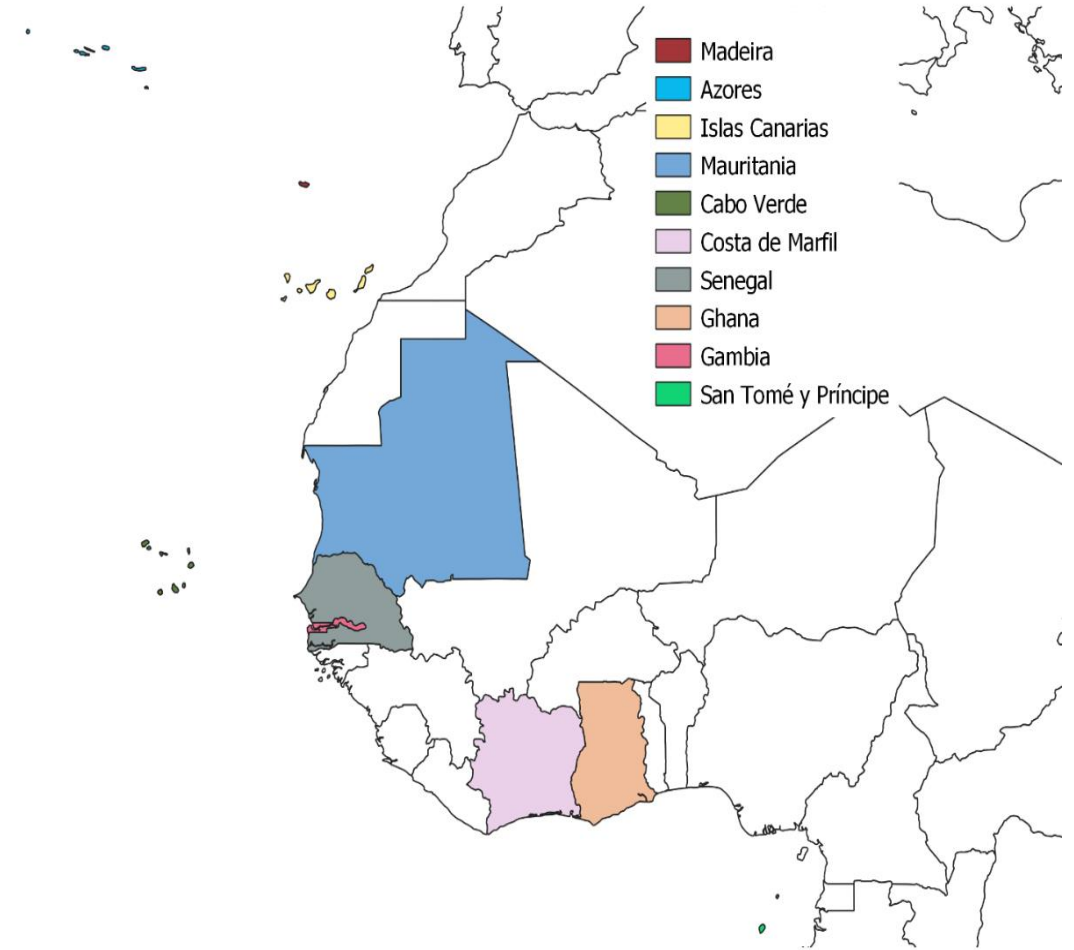 Madeira
Azores
Islas Canarias
Mauritania
Cabo Verde
Costa de Marfil
Senegal
Ghana
Gambia
San Tomé y Príncipe